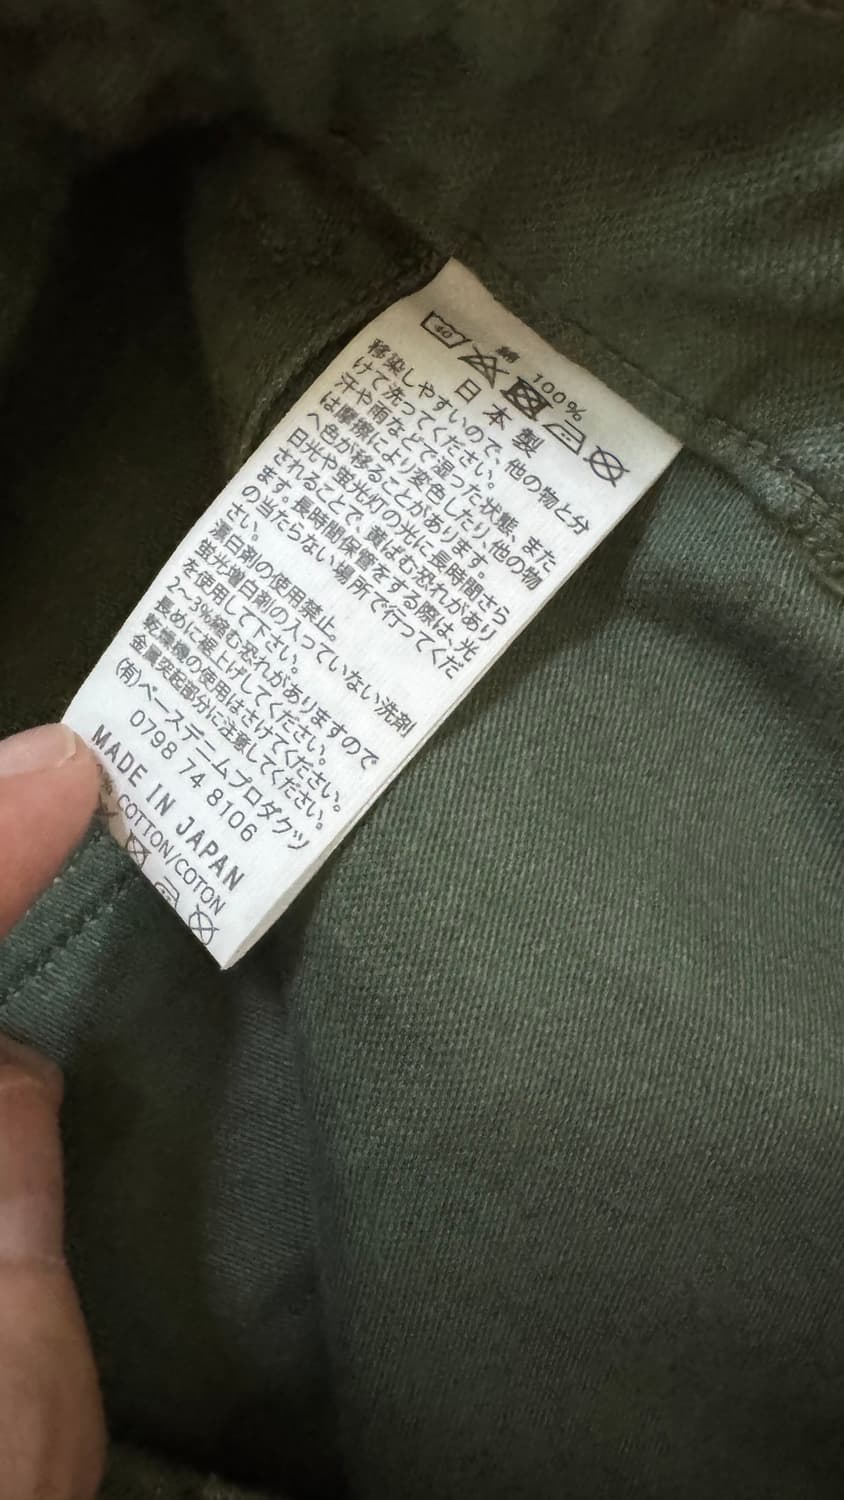 40
綿 100%
日本製
移染しやすいので、他の物と分
けて洗ってください。
汗や雨などで湿った状態、また
は摩擦により変色したり、他の物
へ色が移ることがあります。
日光や蛍光灯の光に長時間さら
されることで、黄ばむ恐れがあり
ます。長時間保管をする際は、光
の当たらない場所で行ってくだ
さい。
漂白剤の使用禁止。
蛍光増白剤の入っていない洗剤
を使用して下さい。
2~3%縮む恐れがありますので
長めに裾上げしてください。
乾燥機の使用はさけてください。
金属突起部分に注意してください。
(有)ベースデニムプロダクツ
0798 74 8106
MADE IN JAPAN
% COTTON/COTON